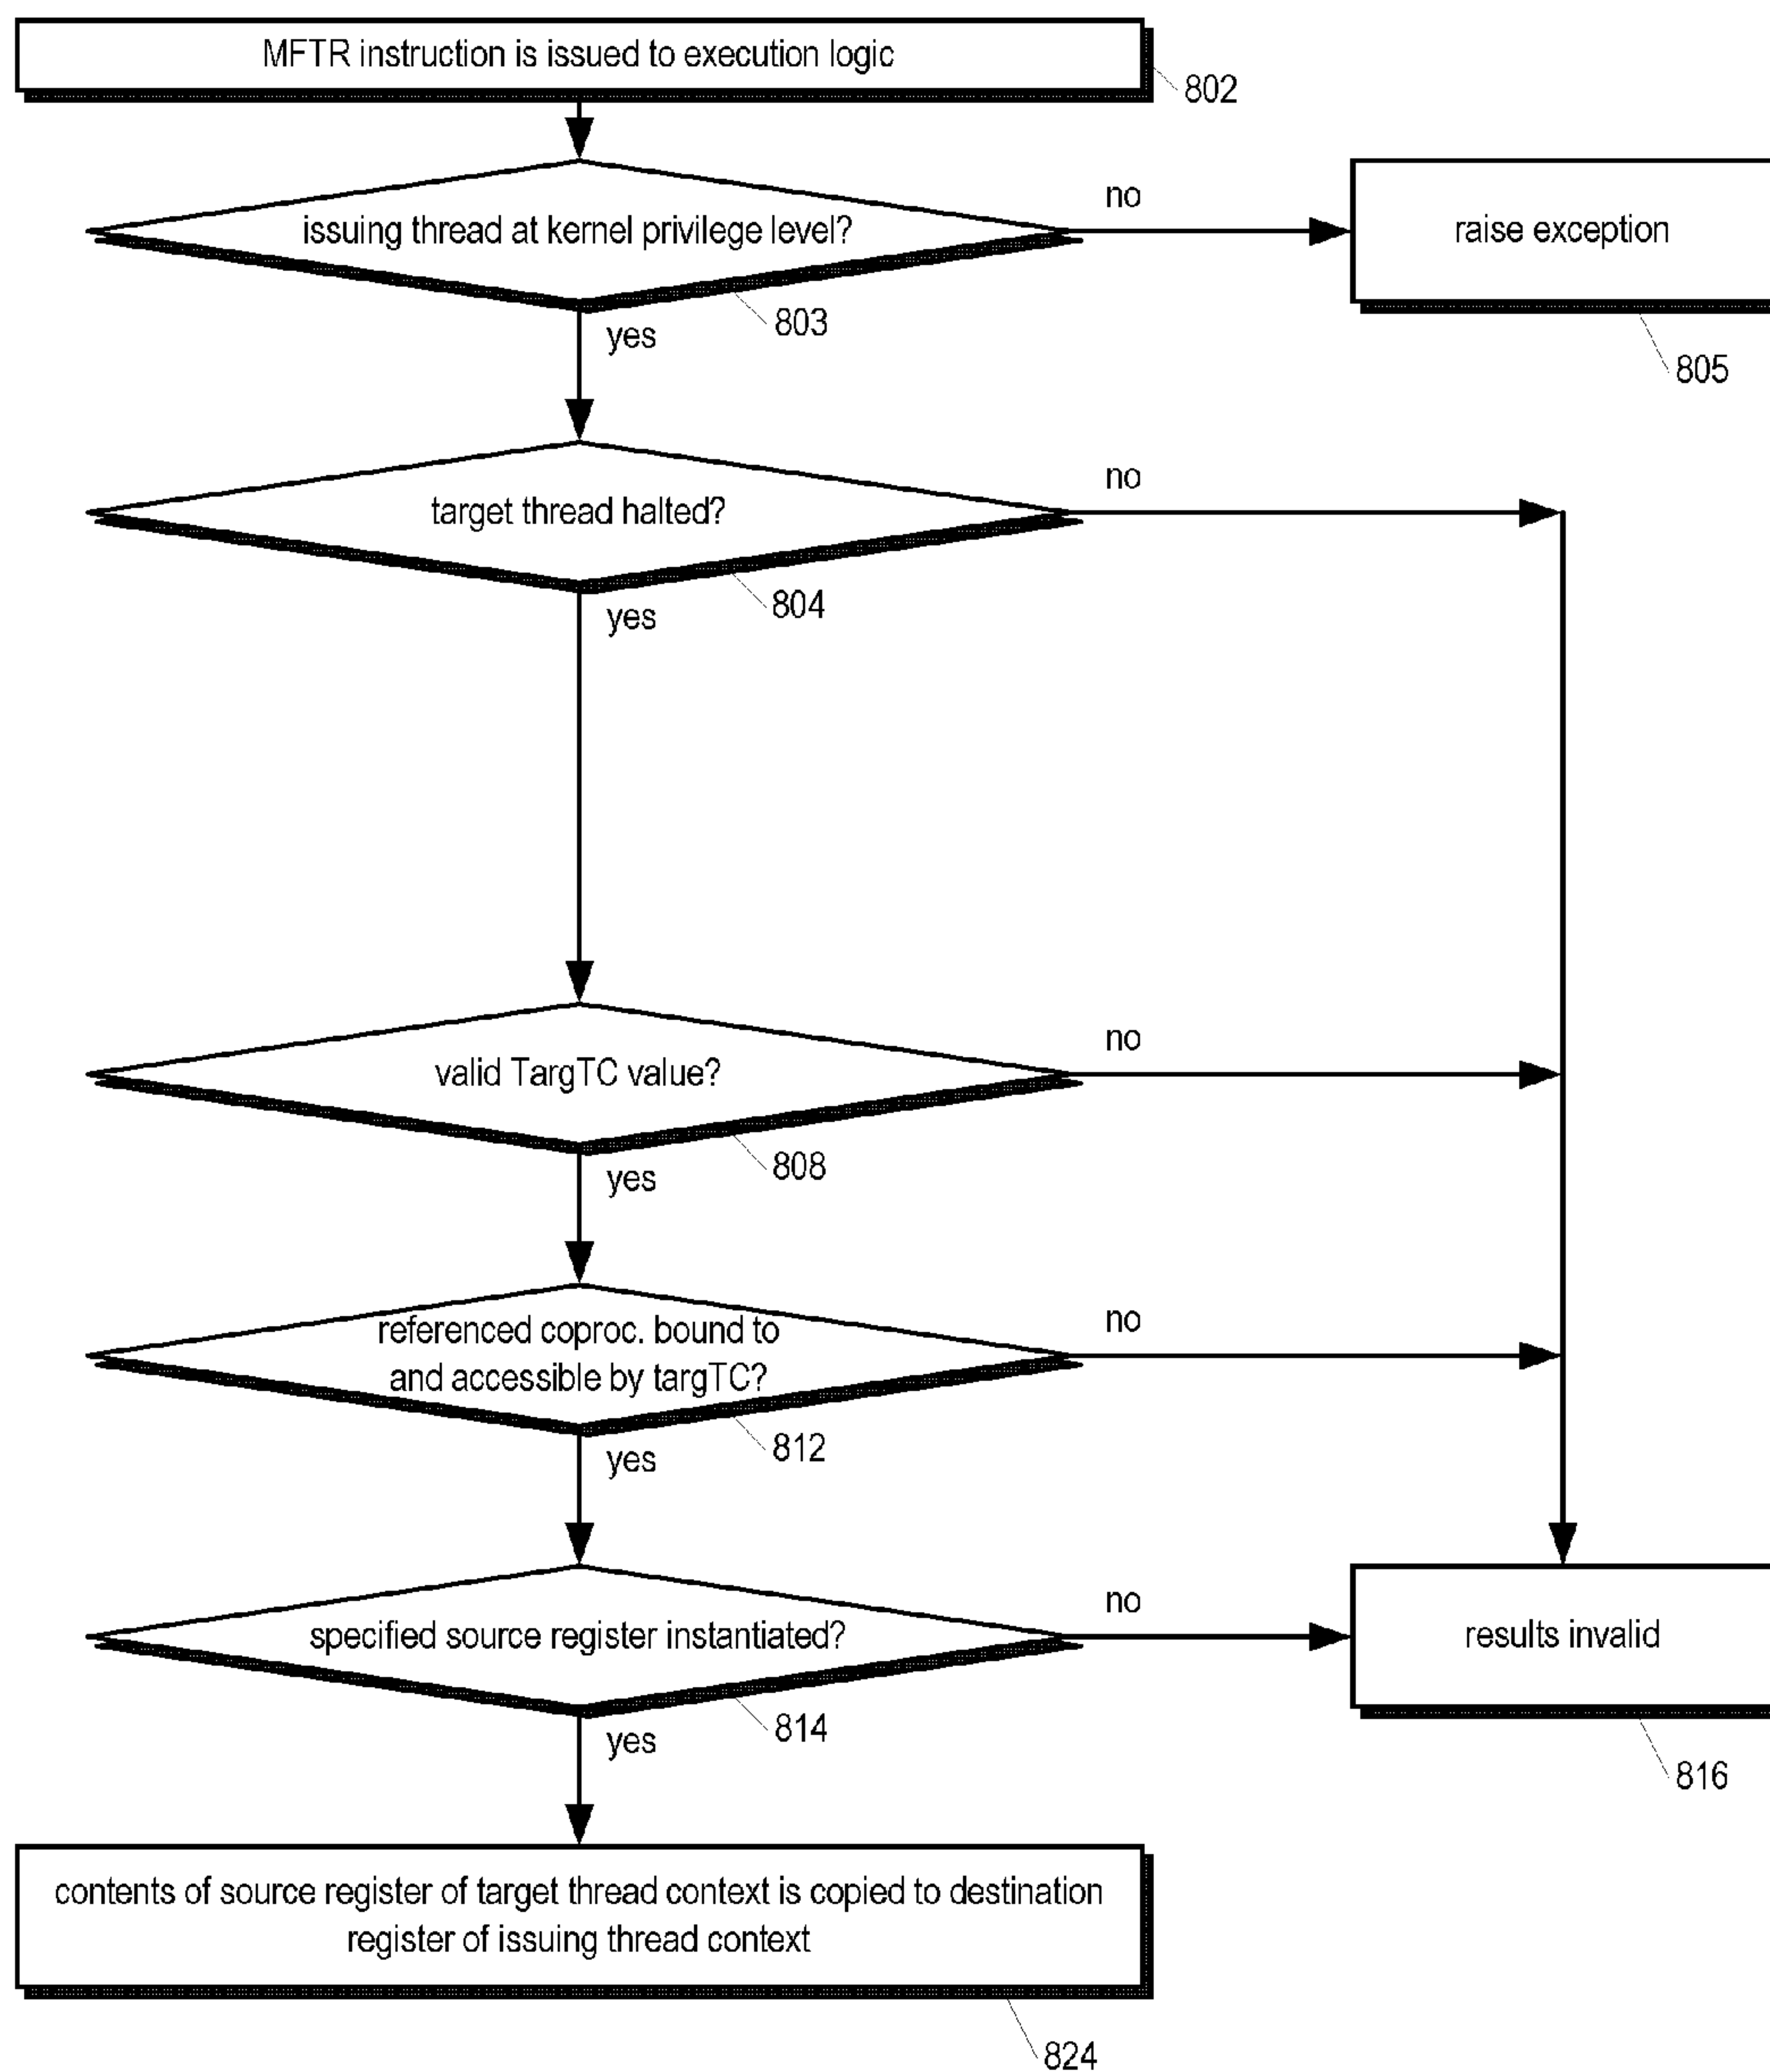 MFTR instruction is issued to execution logic
802
issuing thread at kernel privilege level?
no
raise exception
803
yes
805
target thread halted?
no
804
yes
valid TargTC value?
no
808
yes
referenced coproc. bound to
and accessible by targTC?
no
812
yes
specified source register instantiated?
no
results invalid
814
yes
816
contents of source register of target thread context is copied to destination
register of issuing thread context
824